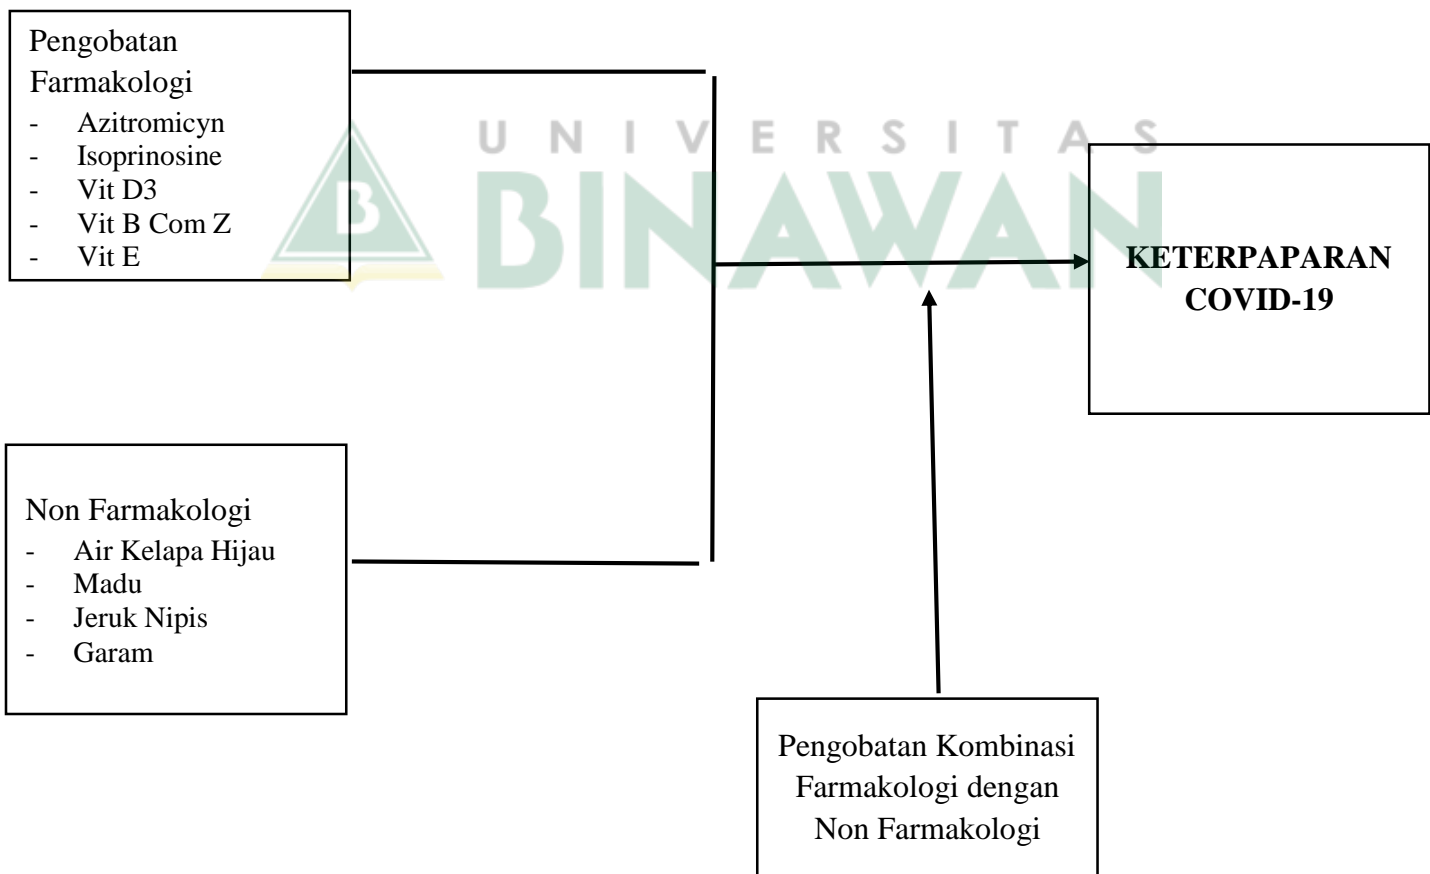 Pengobatan
Farmakologi
- Azitromicyn
- Isoprinosine
- Vit D3
- Vit B Com Z
- Vit E
UNIVERSITAS
BINAWAN
B
KETERPAPARAN
COVID-19
Non Farmakologi
- Air Kelapa Hijau
- Madu
- Jeruk Nipis
- Garam
Pengobatan Kombinasi
Farmakologi dengan
Non Farmakologi